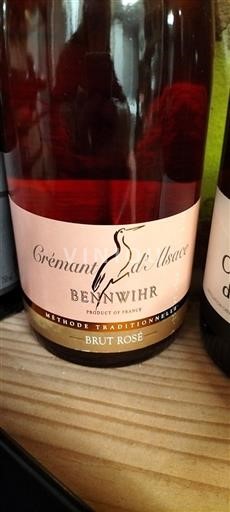 Crémant d'Alsace
BENNWIHR
PRODUCT OF FRANCE
MÉTHODE TRADITIONNELLE
BRUT ROSÉ